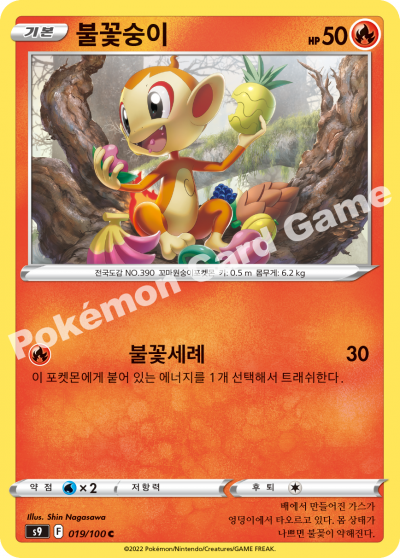 기본 불꽃숭이 HP 50
전국도감 NO.390 꼬마원숭이포켓몬 키: 0.5 m 몸무게: 6.2 kg
Pokémon Card Game
불꽃세례 30
이 포켓몬에게 붙어 있는 에너지를 1개 선택해서 트래쉬한다.
약점 ×2 저항력 후퇴
Illus. Shin Nagasawa
배에서 만들어진 가스가
엉덩이에서 타오르고 있다. 몸 상태가
나쁘면 불꽃이 약해진다.
s9 F 019/100 C
©2022 Pokémon/Nintendo/Creatures/GAME FREAK.